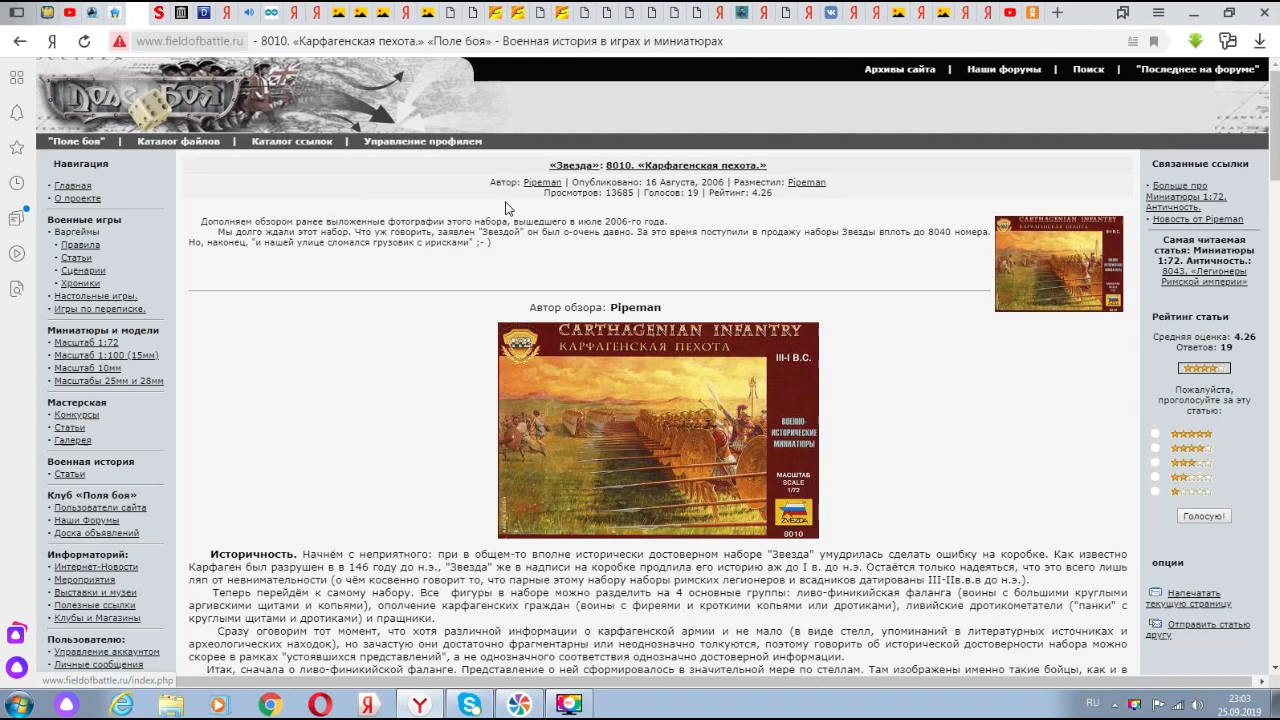 www.fieldofbattle.ru - 8010. «Карфагенская пехота.» «Поле боя» - Военная история в играх и миниатюрах
Архивы сайта | Наши форумы | Поиск | "Последнее на форуме"
Поле боя
"Поле боя" | Каталог файлов | Каталог ссылок | Управление профилем
Навигация
· Главная
· О проекте
Военные игры
· Варгеймы
· Правила
· Статьи
· Сценарии
· Хроники
· Настольные игры.
· Игры по переписке.
Миниатюры и модели
· Масштаб 1:72
· Масштаб 1:100 (15мм)
· Масштаб 10мм
· Масштабы 25мм и 28мм
Мастерская
· Конкурсы
· Статьи
· Галерея
Военная история
· Статьи
Клуб «Поля боя»
· Пользователи сайта
· Наши Форумы
· Доска объявлений
Информаторий:
· Интернет-Новости
· Мероприятия
· Выставки и музеи
· Полезные ссылки
· Клубы и Магазины
Пользователю:
· Управление аккаунтом
· Личные сообщения
www.fieldofbattle.ru/index.php
«Звезда»: 8010. «Карфагенская пехота.»
Автор: Pipeman | Опубликовано: 16 Августа, 2006 | Разместил: Pipeman
Просмотров: 13685 | Голосов: 19 | Рейтинг: 4.26
Дополняем обзором ранее выложенные фотографии этого набора, вышедшего в июле 2006-го года.
Мы долго ждали этот набор. Что уж говорить, заявлен "Звездой" он был о-очень давно. За это время поступили в продажу наборы Звезды вплоть до 8040 номера.
Но, наконец, "и нашей улице сломался грузовик с ирисками" ;- )
Автор обзора: Pipeman
CARTHAGENIAN INFANTRY
КАРФАГЕНСКАЯ ПЕХОТА
III-I B.C.
ВОЕННО-
ИСТОРИЧЕСКИЕ
МИНИАТЮРЫ
МАСШТАБ
SCALE
1/72
ZVEZDA
8010
Историчность. Начнём с неприятного: при в общем-то вполне исторически достоверном наборе "Звезда" умудрилась сделать ошибку на коробке. Как известно
Карфаген был разрушен в в 146 году до н.э., "Звезда" же в надписи на коробке продлила его историю аж до I в. до н.э. Остаётся только надеяться, что это всего лишь
ляп от невнимательности (о чём косвенно говорит то, что парные этому набору наборы римских легионеров и всадников датированы III-IIв.в.в до н.э.).
Теперь перейдём к самому набору. Все фигуры в наборе можно разделить на 4 основные группы: ливо-финикийская фаланга (воины с большими круглыми
аргивскими щитами и копьями), ополчение карфагенских граждан (воины с фиреями и кроткими копьями или дротиками), ливийские дротикометатели ("панки" с
круглыми щитами и дротиками) и пращники.
Сразу оговорим тот момент, что хотя различной информации о карфагенской армии и не мало (в виде стелл, упоминаний в литературных источниках и
археологических находок), но зачастую они достаточно фрагментарны или неоднозначно толкуются, поэтому говорить об исторической достоверности набора можно
скорее в рамках "устоявшихся представлений", а не однозначного соответствия однозначно достоверной информации.
Итак, сначала о ливо-финикийской фаланге. Представление о ней сформировалось в значительной мере по стеллам. Там изображены именно такие бойцы, как и в
Связанные ссылки
· Больше про
Миниатюры 1:72.
Античность.
· Новость от Pipeman
Самая читаемая
статья: Миниатюры
1:72. Античность.:
8043. «Легионеры
Римской империи»
Рейтинг статьи
Средняя оценка: 4.26
Ответов: 19
Пожалуйста,
проголосуйте за эту
статью:
Голосую!
опции
Напечатать
текущую страницу
Отправить статью
другу
RU
23:03
25.09.2019